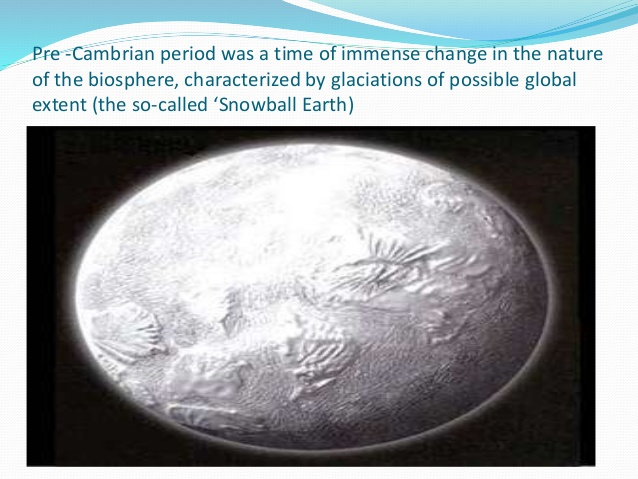 Pre -Cambrian period was a time of immense change in the nature
of the biosphere, characterized by glaciations of possible global
extent (the so-called ‘Snowball Earth)